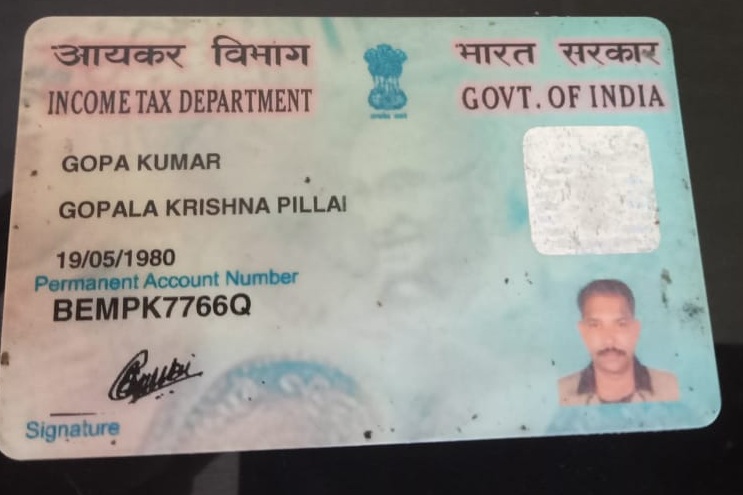 आयकर विभाग
भारत सरकार
INCOME TAX DEPARTMENT
GOVT. OF INDIA
GOPA KUMAR
GOPALA KRISHNA PILLAI
19/05/1980
Permanent Account Number
BEMPK7766Q
Signature